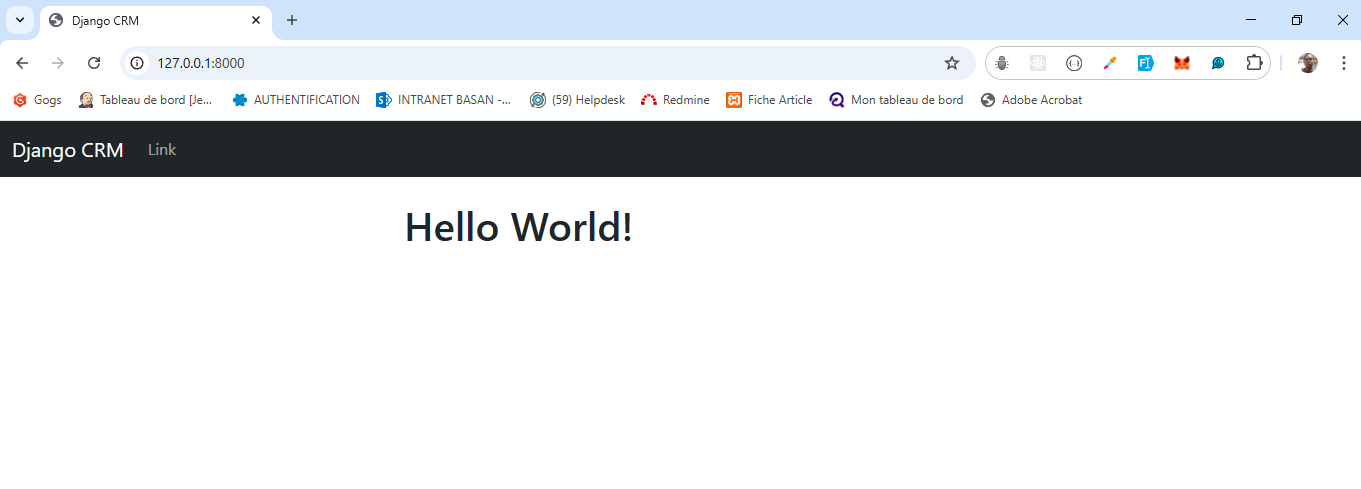 Django CRM
127.0.0.1:8000
Gogs Tableau de bord [Je... AUTHENTIFICATION INTRANET BASAN -... (59) Helpdesk Redmine Fiche Article Mon tableau de bord Adobe Acrobat
Django CRM Link
Hello World!